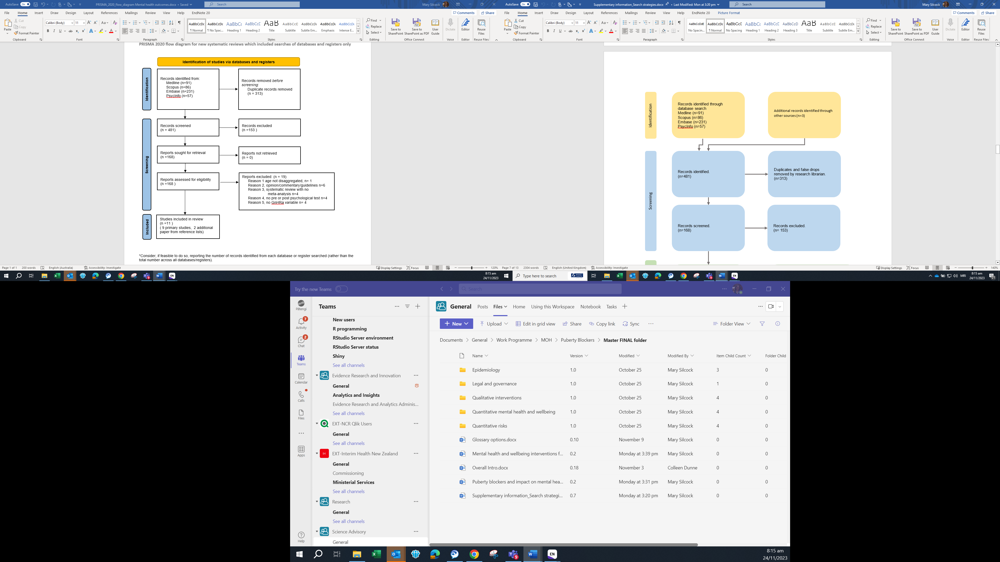 AutoSave On PRISMA_2020_flow_diagram Mental health outcomes.docx • Saved Search Mary Silcock
File Home Insert Draw Design Layout References Mailings Review View Help EndNote 20 Comments Share
Paste Cut Copy Format Painter Calibri (Body) 11
AaBbCcDc AaBbCcDc AaBbCc AaBbCcD AaB AaBbCcD AaBbCcDc AaBbCcDc AaBbCcDc
¶ Normal ¶ No Spac... Heading 1 Heading 2 Title Subtitle Subtle Em... Emphasis Intense E...
Find Replace Select
Save to SharePoint Save to SharePoint as PDF User Guide Dictate Editor Reuse Files
Clipboard Font Paragraph Styles Editing Office Connect Voice Editor Reuse Files
PRISMA 2020 flow diagram for new systematic reviews which included searches of databases and registers only
Identification of studies via databases and registers
Identification
Records identified from:
Medline (n=91)
Scopus (n=86)
Embase (n=231)
PsycInfo (n=57)
Records removed before
screening:
Duplicate records removed
(n = 313)
Screening
Records screened
(n = 481)
Records excluded
(n =153 )
Reports sought for retrieval
(n =168)
Reports not retrieved
(n = 0)
Reports assessed for eligibility
(n =168 )
Reports excluded: (n = 19)
Reason 1 age not disaggregated, n= 1
Reason 2, opinion/commentary/guidelines n=6
Reason 3, systematic review with no
meta-analysis n=4
Reason 4, no pre or post psychological test n=4
Reason 5, no GnHRa variable n= 4
Included
Studies included in review
(n =11 )
( 9 primary studies, 2 additional
paper from reference lists)
*Consider, if feasible to do so, reporting the number of records identified from each database or register searched (rather than the
total number across all databases/registers).
Page 1 of 1 200 words English (Australia) Accessibility: Investigate Display Settings Focus 120%
8:15 am
24/11/2023
AutoSave On Supplementary information_Search strategies.docx • Last Modified: Mon at 3:20 pm Search Mary Silcock
File Home Insert Draw Design Layout References Mailings Review View Help EndNote 20 Picture Format Comments Share
Paste Cut Copy Format Painter Calibri (Body) 11
No Spacin... ¶ Normal No Spacing Heading 1 Heading 2 Heading 3 Title Subtitle Subtle Em...
Find Replace Select
Save to SharePoint Save to SharePoint as PDF User Guide Dictate Editor Reuse Files
Clipboard Font Paragraph Styles Editing Office Connect Voice Editor Reuse Files
Identification
Records identified through
database search
Medline (n=91)
Scopus (n=86)
Embase (n=231)
PsycInfo (n=57)
Additional records identified through
other sources (n=3)
Screening
Records identified.
(n=481)
Duplicates and false drops
removed by research librarian.
(n=313)
Records screened.
(n=168)
Records excluded.
(n= 153)
Page 7 of 13 2304 words English (United Kingdom) Accessibility: Investigate Display Settings Focus 140%
Type here to search MRI 8:15 am
24/11/2023 21
Try the new Teams Search
Pātengi
Activity 7
Chat 2
Teams
Calendar
Calls
Files
Apps
Help
Teams
New users
R programming
RStudio Server environment
RStudio Server status
Shiny
See all channels
Evidence Research and Innovation
General
Analytics and Insights
Evidence Research and Analytics Adminis...
See all channels
EXT-NCR Qlik Users
General
See all channels
IH EXT-Interim Health New Zealand
General
Commissioning
Ministerial Services
See all channels
Research
General
See all channels
Science Advisory
General
General Posts Files Home Using this Workspace Notebook Tasks
New Upload Edit in grid view Share Copy link Sync Folder View
Documents > General > Work Programme > MOH > Puberty Blockers > Master FINAL folder
Name Version Modified Modified By Item Child Count Folder Child
Epidemiology 1.0 October 25 Mary Silcock 3 0
Legal and governance 1.0 October 25 Mary Silcock 1 0
Qualitative interventions 1.0 October 25 Mary Silcock 4 0
Quantitative mental health and wellbeing 1.0 October 25 Mary Silcock 4 0
Quantitative risks 1.0 October 25 Mary Silcock 4 0
Glossary options.docx 0.10 November 9 Mary Silcock 0 0
Mental health and wellbeing interventions f... 0.2 Monday at 3:39 pm Mary Silcock 0 0
Overall Intro.docx 0.18 November 3 Colleen Dunne 0 0
Puberty blockers and impact on mental hea... 0.2 Monday at 3:31 pm Mary Silcock 0 0
Supplementary information_Search strategi... 0.7 Monday at 3:20 pm Mary Silcock 0 0
8:15 am
24/11/2023